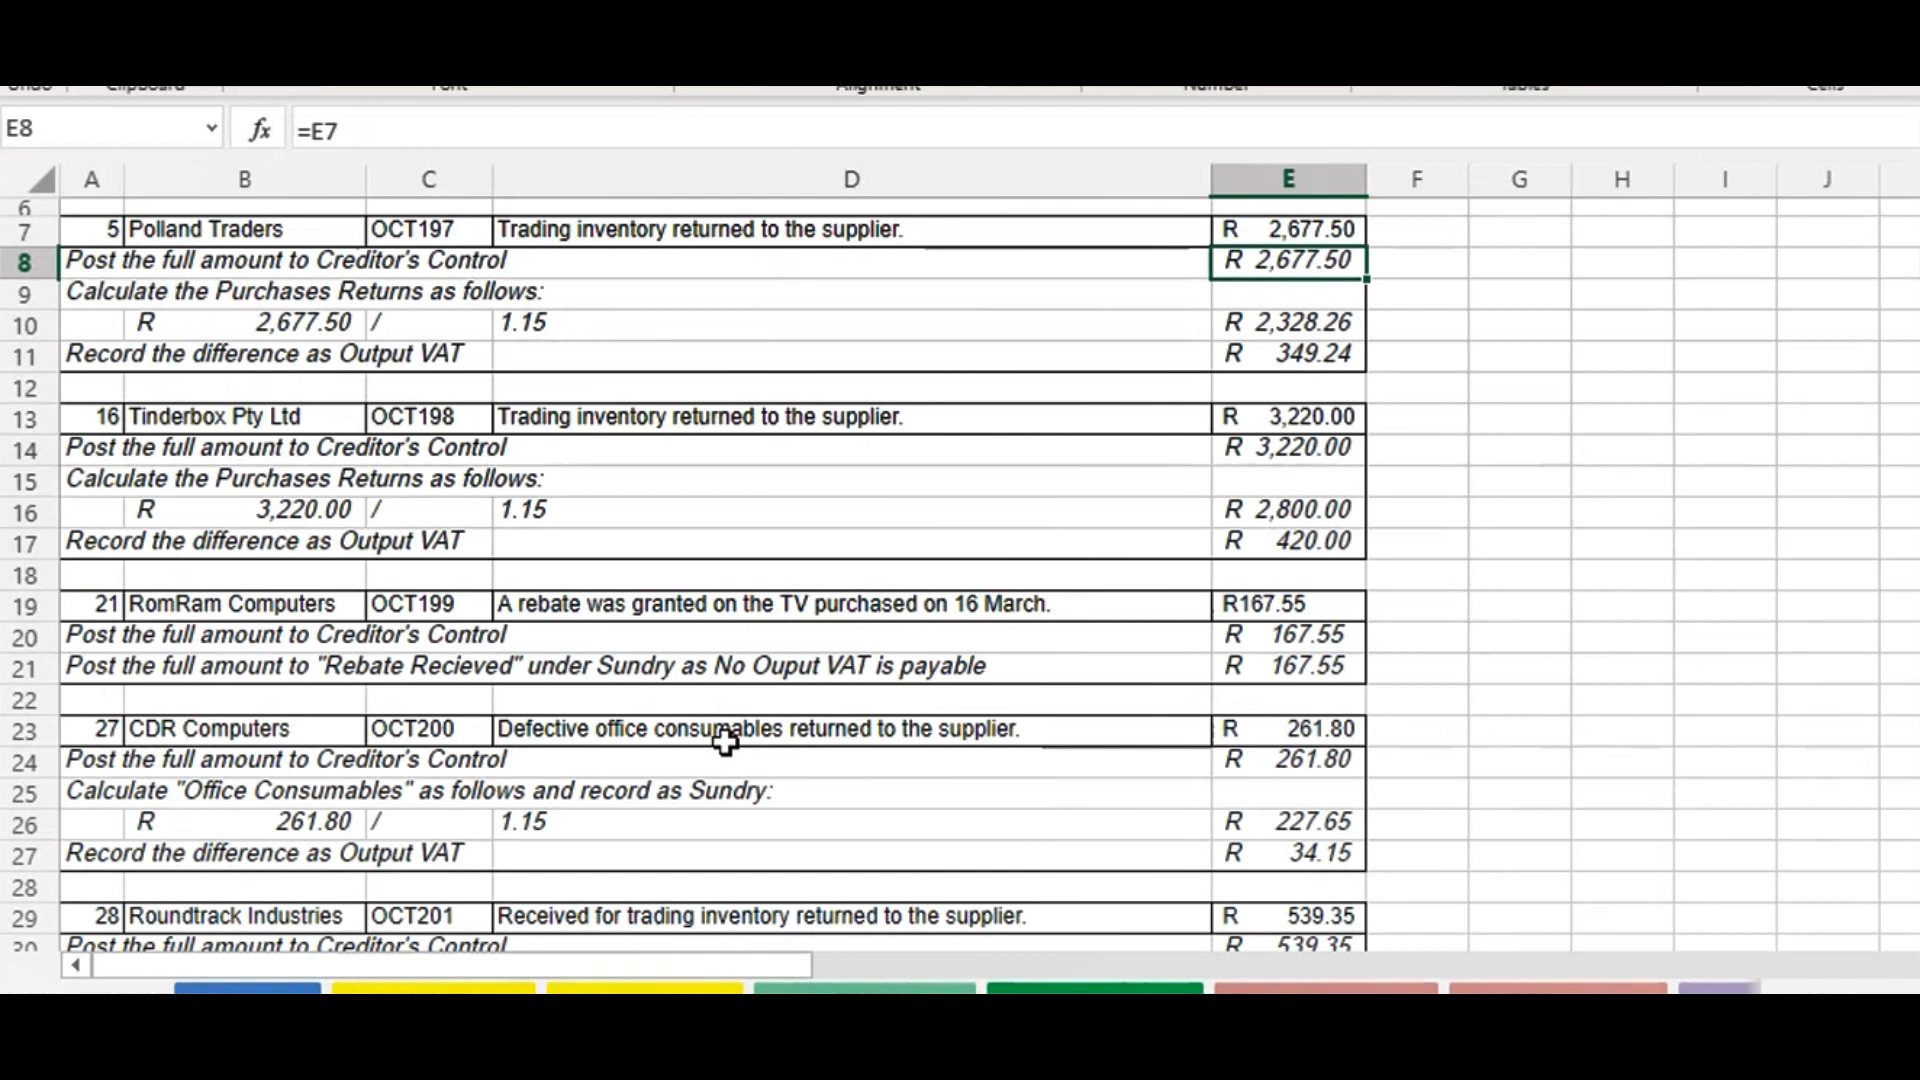 Undo Clipboard Font Alignment Number Tables Cells
E8 fx =E7
A B C D E F G H I J
6
7 5 Polland Traders OCT197 Trading inventory returned to the supplier. R 2,677.50
8 Post the full amount to Creditor's Control R 2,677.50
9 Calculate the Purchases Returns as follows:
10 R 2,677.50 / 1.15 R 2,328.26
11 Record the difference as Output VAT R 349.24
12
13 16 Tinderbox Pty Ltd OCT198 Trading inventory returned to the supplier. R 3,220.00
14 Post the full amount to Creditor's Control R 3,220.00
15 Calculate the Purchases Returns as follows:
16 R 3,220.00 / 1.15 R 2,800.00
17 Record the difference as Output VAT R 420.00
18
19 21 RomRam Computers OCT199 A rebate was granted on the TV purchased on 16 March. R167.55
20 Post the full amount to Creditor's Control R 167.55
21 Post the full amount to "Rebate Recieved" under Sundry as No Ouput VAT is payable R 167.55
22
23 27 CDR Computers OCT200 Defective office consumables returned to the supplier. R 261.80
24 Post the full amount to Creditor's Control R 261.80
25 Calculate "Office Consumables" as follows and record as Sundry:
26 R 261.80 / 1.15 R 227.65
27 Record the difference as Output VAT R 34.15
28
29 28 Roundtrack Industries OCT201 Received for trading inventory returned to the supplier. R 539.35
30 Post the full amount to Creditor's Control R 539.35